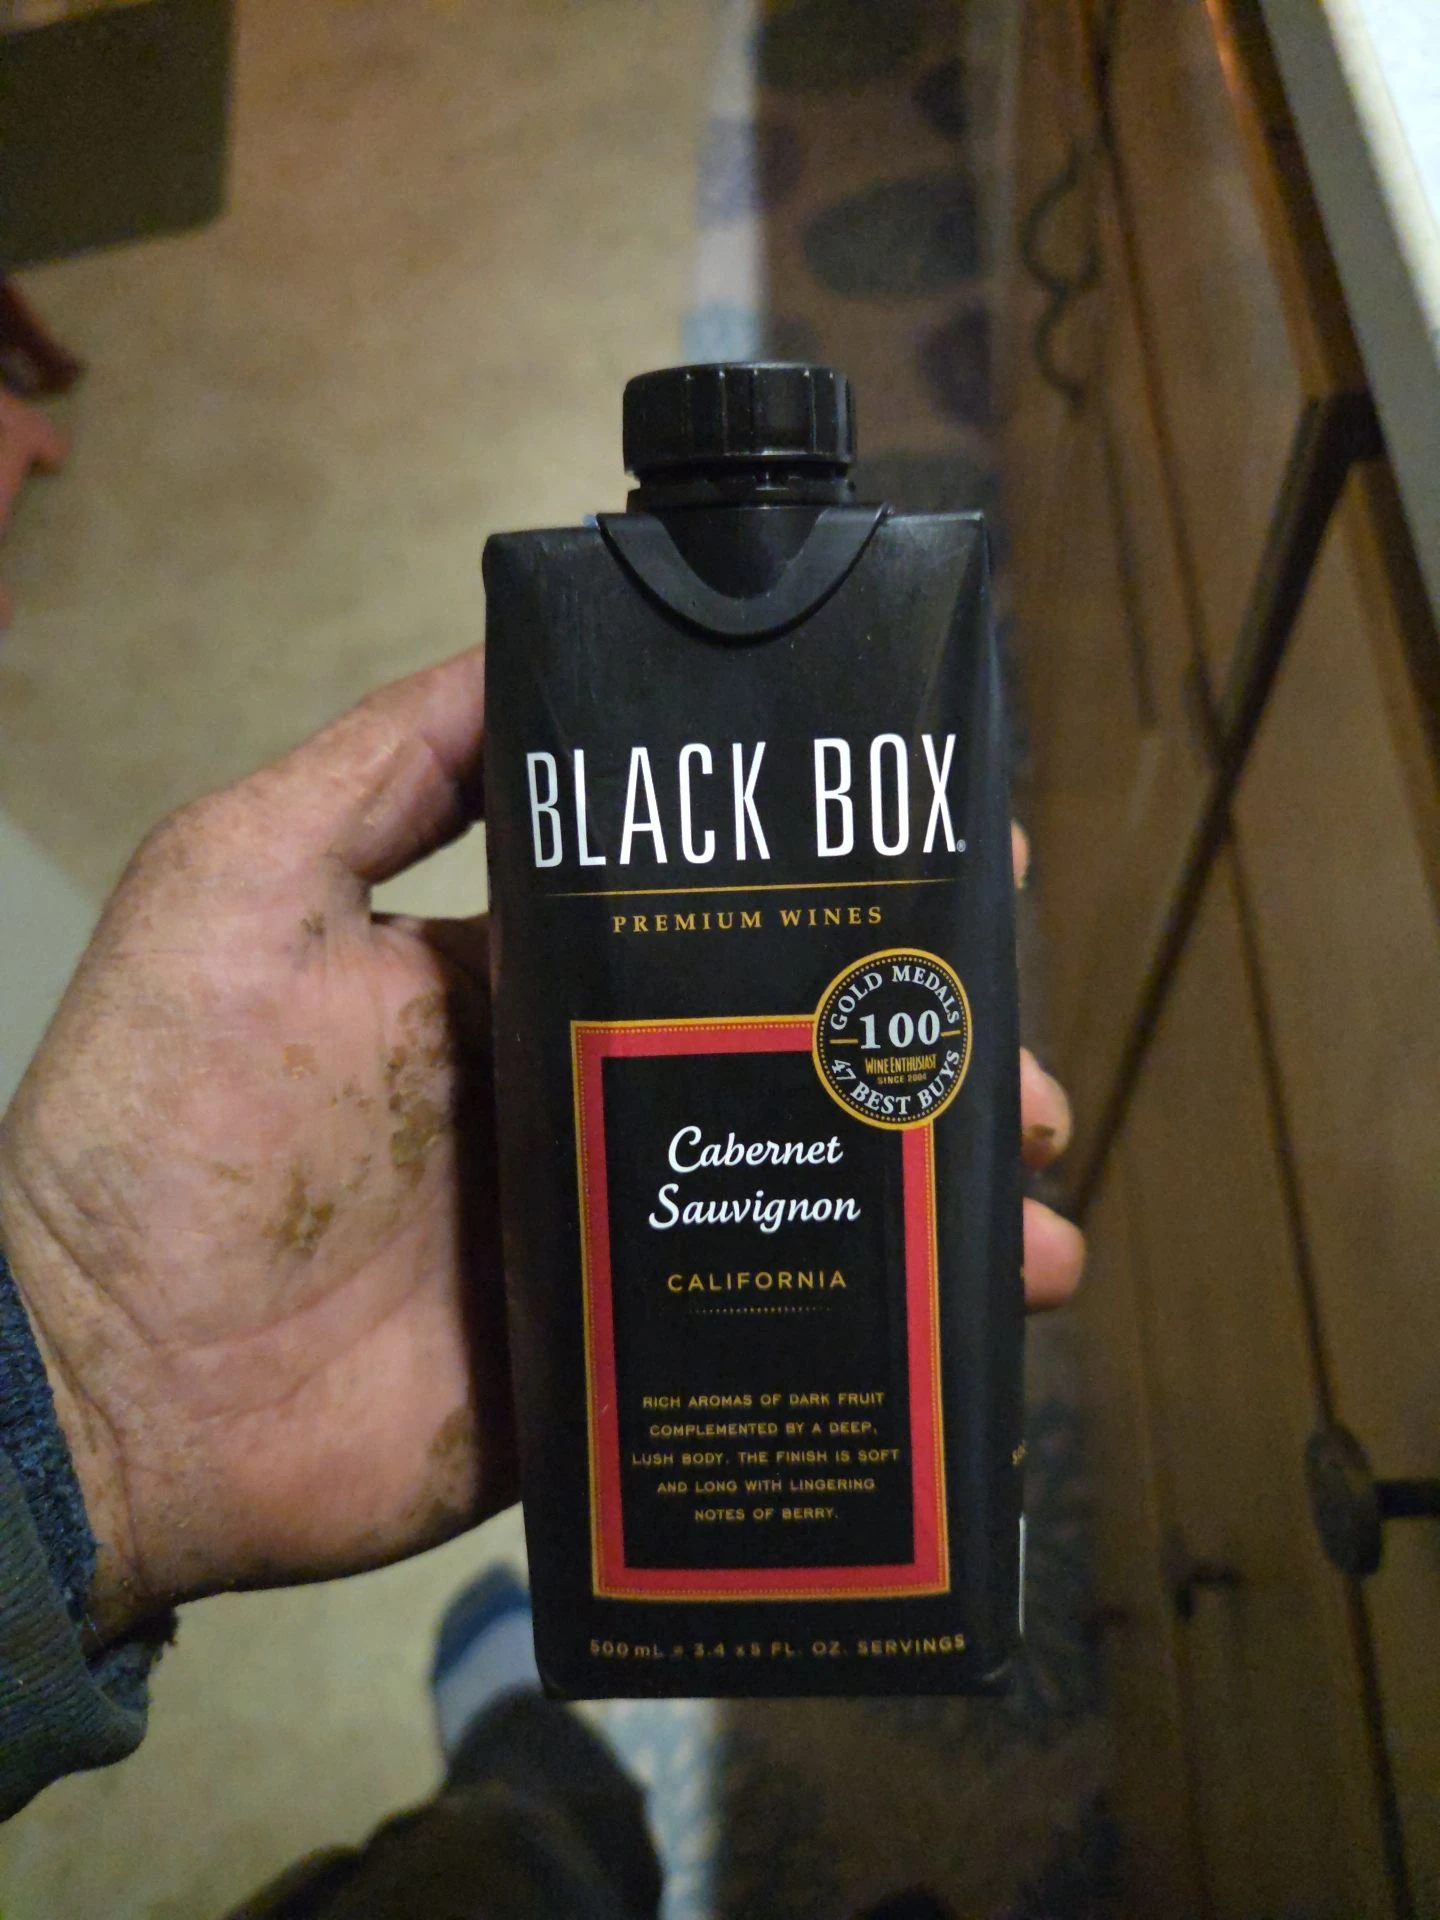 BLACK BOX®
PREMIUM WINES
GOLD MEDALS
100
WINE ENTHUSIAST
SINCE 2004
47 BEST BUYS
Cabernet
Sauvignon
CALIFORNIA
RICH AROMAS OF DARK FRUIT
COMPLEMENTED BY A DEEP,
LUSH BODY. THE FINISH IS SOFT
AND LONG WITH LINGERING
NOTES OF BERRY.
500 mL = 3.4 x 5 FL. OZ. SERVINGS